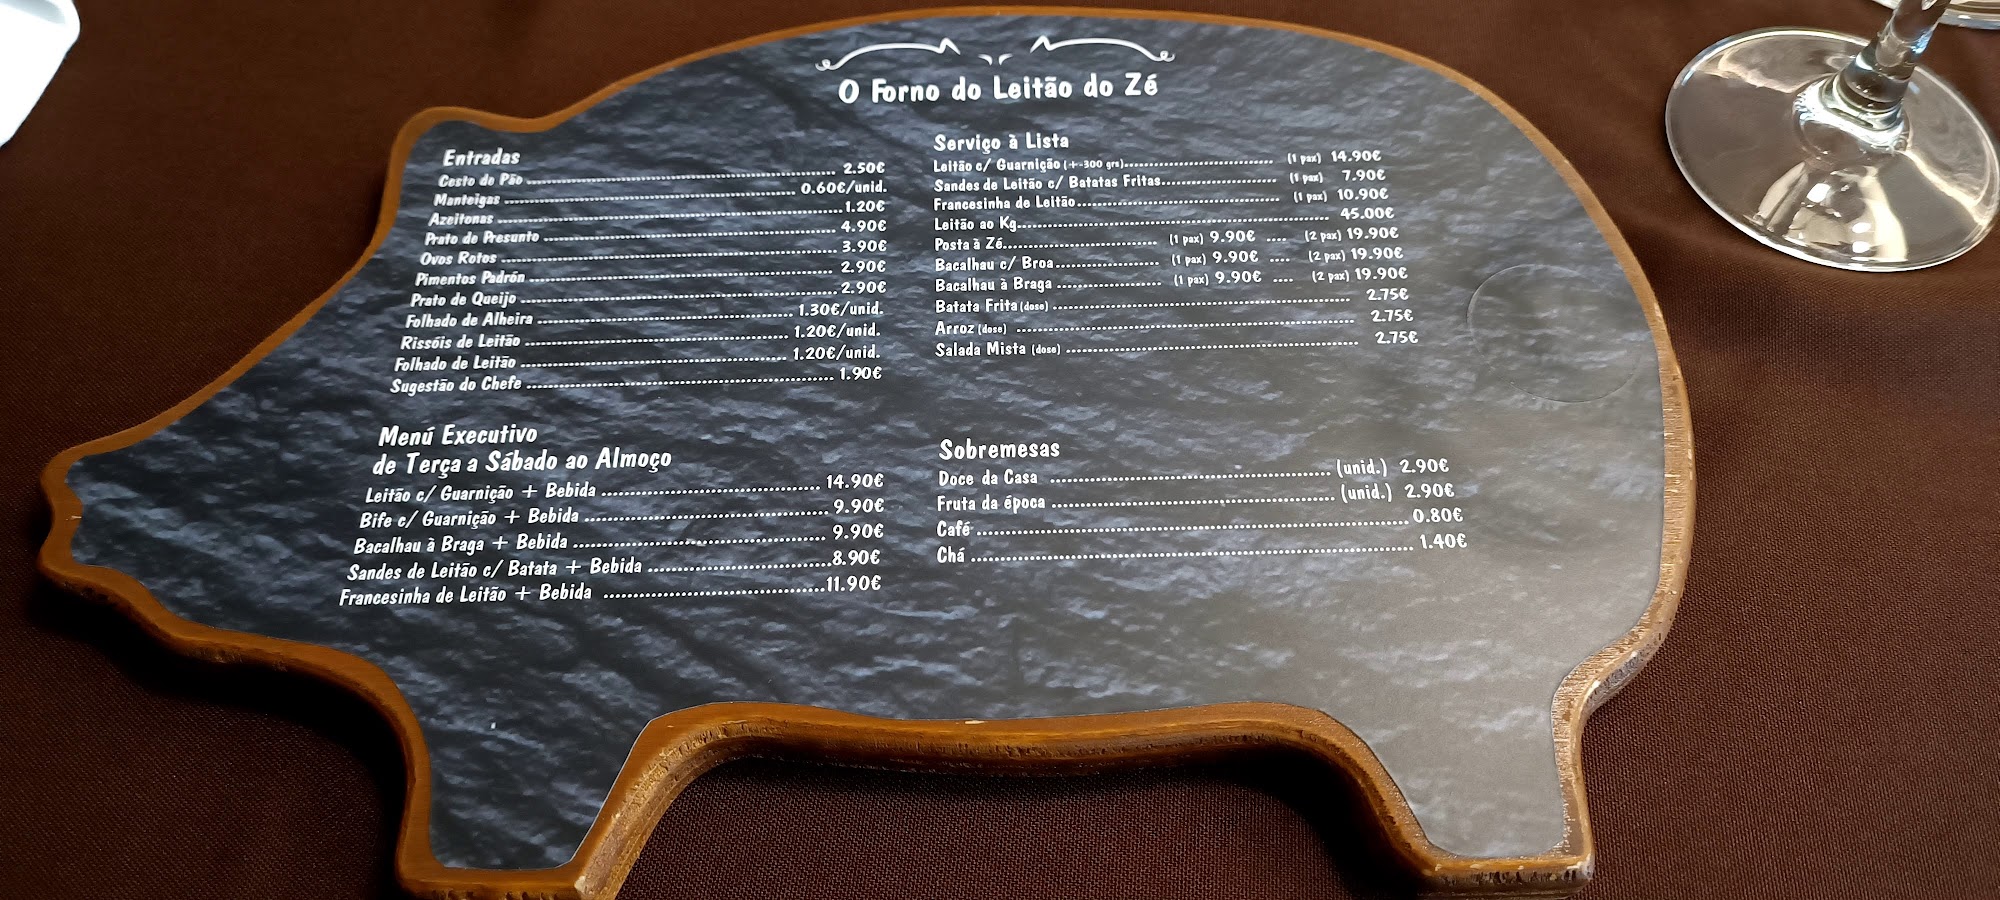 O Forno do Leitão do Zé
Entradas
Cesto de Pão 2.50€
Manteigas 0.60€/unid.
Azeitonas 1.20€
Prato de Presunto 4.90€
Ovos Rotos 3.90€
Pimentos Padrón 2.90€
Prato de Queijo 2.90€
Folhado de Alheira 1.30€/unid.
Rissóis de Leitão 1.20€/unid.
Folhado de Leitão 1.20€/unid.
Sugestão do Chefe 1.90€
Menú Executivo
de Terça a Sábado ao Almoço
Leitão c/ Guarnição + Bebida 14.90€
Bife c/ Guarnição + Bebida 9.90€
Bacalhau à Braga + Bebida 9.90€
Sandes de Leitão c/ Batata + Bebida 8.90€
Francesinha de Leitão + Bebida 11.90€
Serviço à Lista
Leitão c/ Guarnição (+-300 grs) (1 pax) 14.90€
Sandes de Leitão c/ Batatas Fritas (1 pax) 7.90€
Francesinha de Leitão (1 pax) 10.90€
Leitão ao Kg 45.00€
Posta à Zé (1 pax) 9.90€ .... (2 pax) 19.90€
Bacalhau c/ Broa (1 pax) 9.90€ .... (2 pax) 19.90€
Bacalhau à Braga (1 pax) 9.90€ .... (2 pax) 19.90€
Batata Frita (dose) 2.75€
Arroz (dose) 2.75€
Salada Mista (dose) 2.75€
Sobremesas
Doce da Casa (unid.) 2.90€
Fruta da época (unid.) 2.90€
Café 0.80€
Chá 1.40€